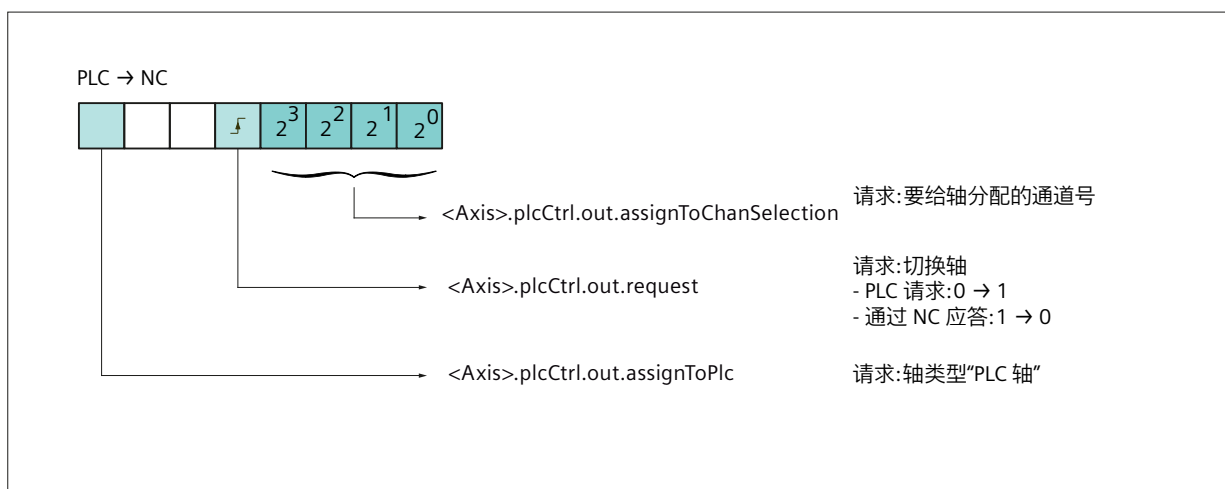 PLC → NC
2³ 2² 2¹ 2⁰
<Axis>.plcCtrl.out.assignToChanSelection 请求:要给轴分配的通道号
<Axis>.plcCtrl.out.request 请求:切换轴
- PLC 请求:0 → 1
- 通过 NC 应答:1 → 0
<Axis>.plcCtrl.out.assignToPlc 请求:轴类型“PLC 轴”